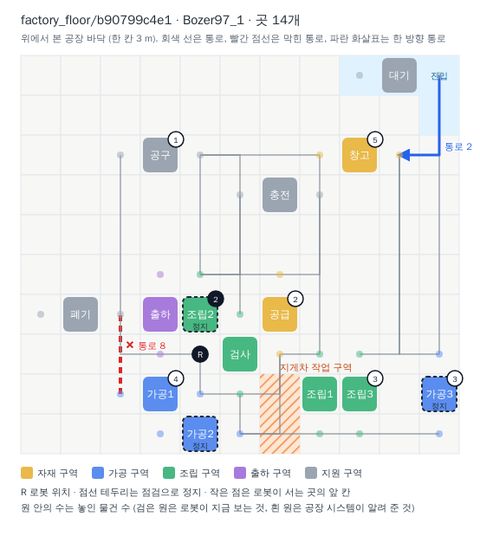 factory_floor/b90799c4e1 · Bozer97_1 · 곳 14개
위에서 본 공장 바닥 (한 칸 3 m). 회색 선은 통로, 빨간 점선은 막힌 통로, 파란 화살표는 한 방향 통로
대기
전입
통로 2
공구 1
창고 5
충전
폐기
출하
조립2 2
정지
공급 2
통로 8
R
검사
지게차 작업 구역
가공1 4
조립1
조립3 3
가공3 3
정지
가공2
정지
자재 구역
가공 구역
조립 구역
출하 구역
지원 구역
R 로봇 위치 · 점선 테두리는 점검으로 정지 · 작은 점은 로봇이 서는 곳의 앞 칸
원 안의 수는 놓인 물건 수 (검은 원은 로봇이 지금 보는 것, 흰 원은 공장 시스템이 알려 준 것)